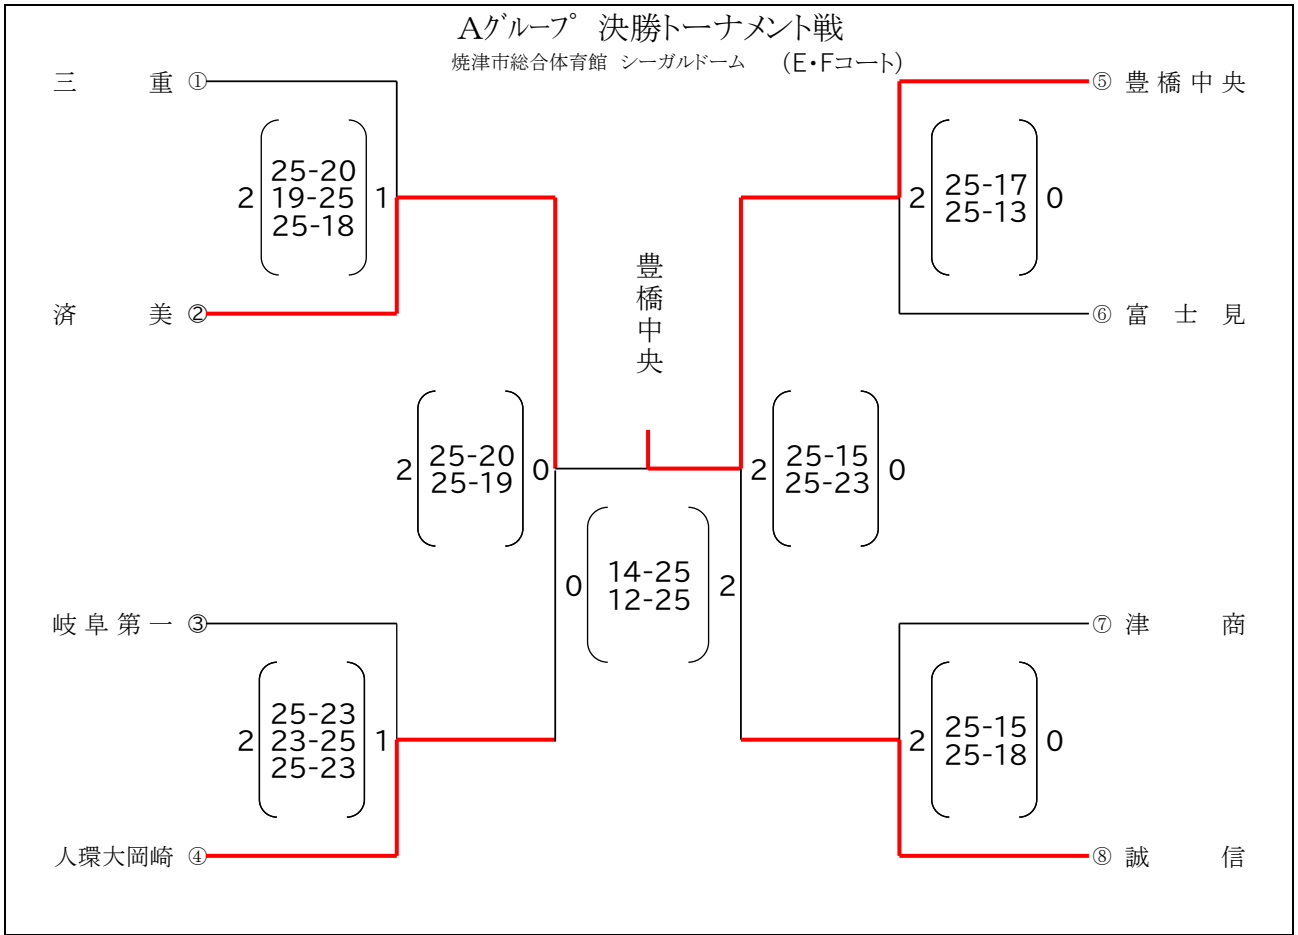 Aグループ 決勝トーナメント戦
焼津市総合体育館 シーガルドーム (E・Fコート)
三重 ①
2 25-20 1
19-25
25-18
済美 ②
⑤ 豊橋中央
2 25-17 0
25-13
⑥ 富士見
豊橋中央
2 25-20 0
25-19
2 25-15 0
25-23
0 14-25 2
12-25
岐阜第一 ③
2 25-23 1
23-25
25-23
人環大岡崎 ④
⑦ 津商
2 25-15 0
25-18
⑧ 誠信